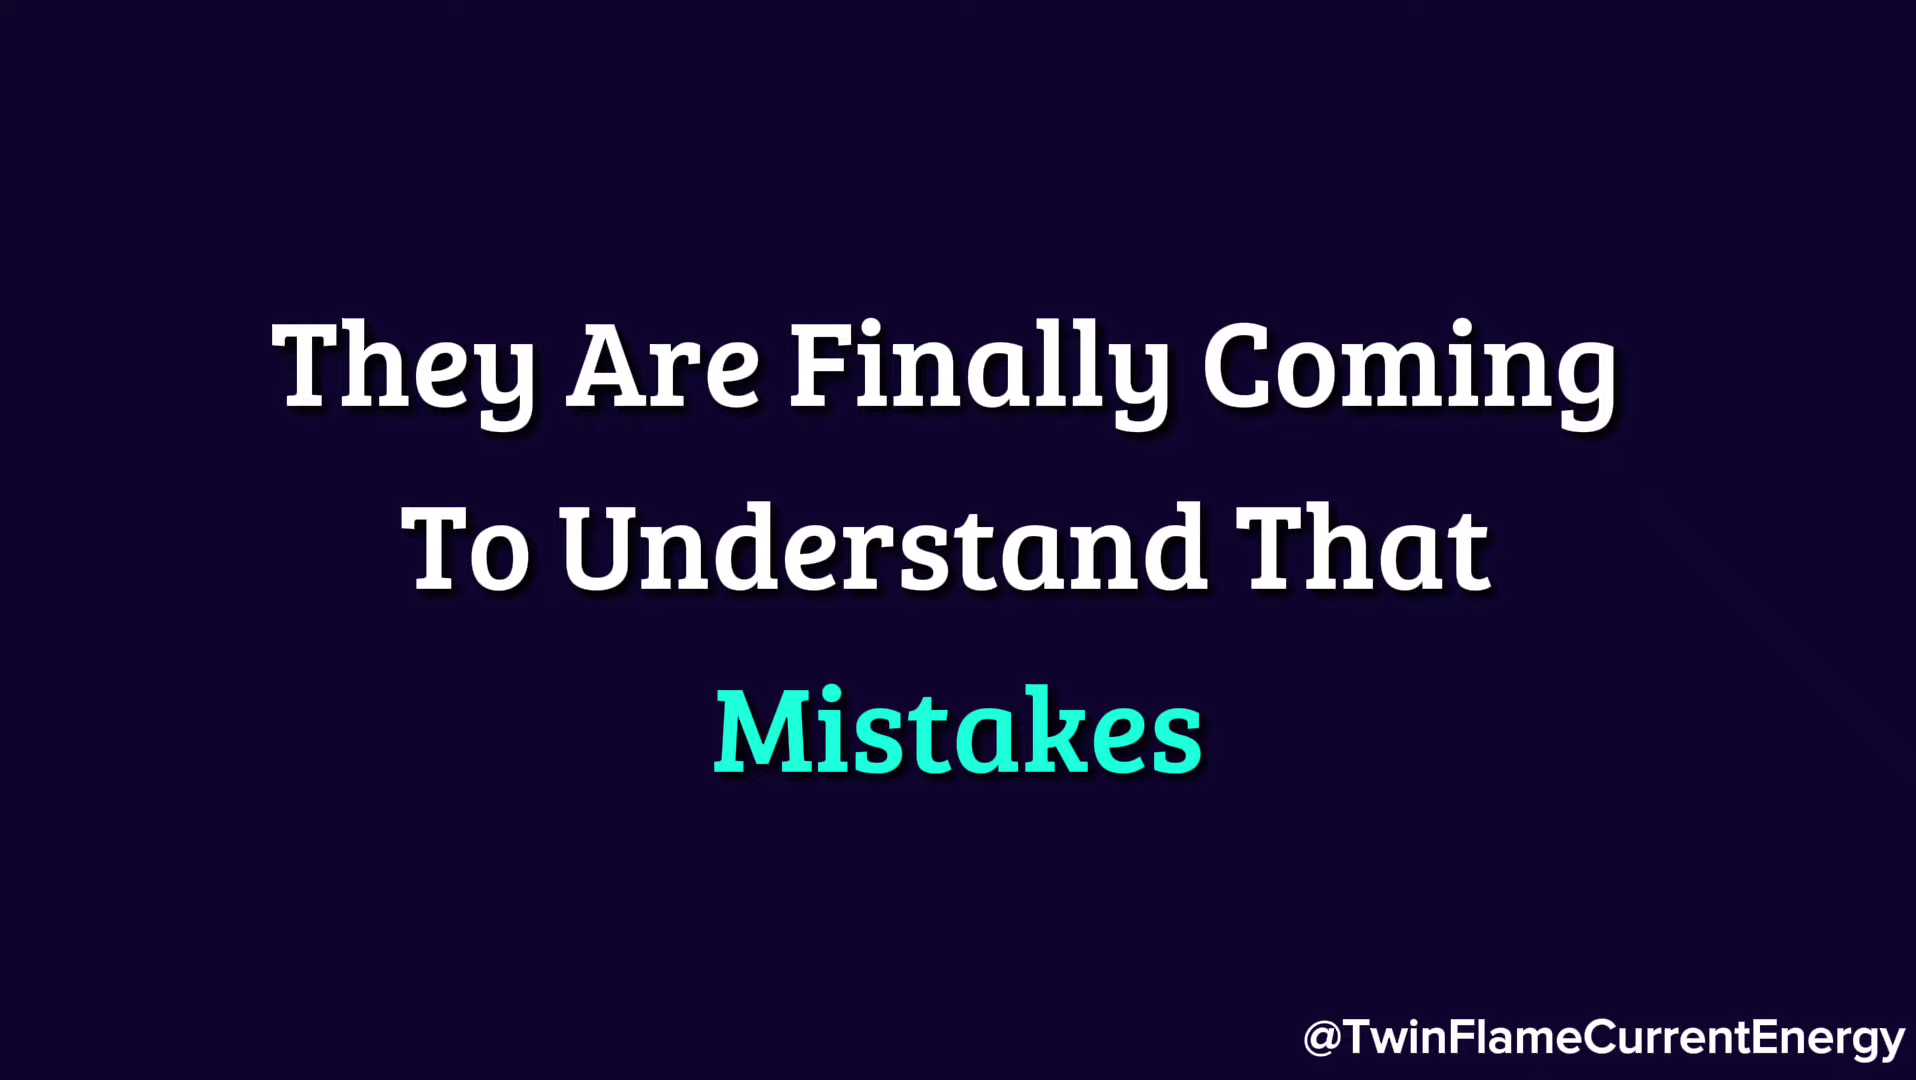 They Are Finally Coming
To Understand That
Mistakes
@TwinFlameCurrentEnergy